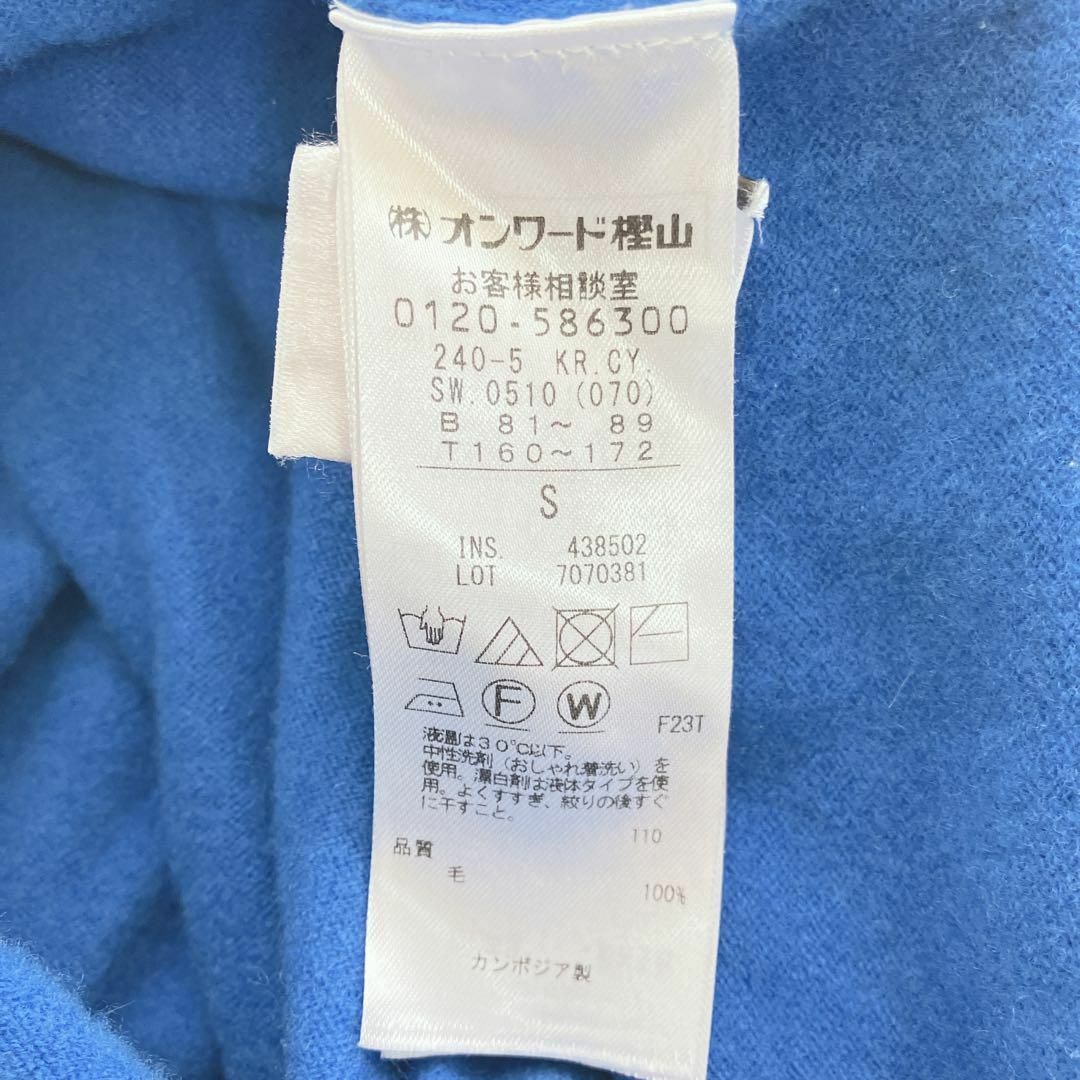 (株)オンワード樫山
お客様相談室
0120-586300
240-5 KR.CY.
SW.0510(070)
B 81〜 89
T160〜172
S
INS. 438502
LOT 7070381
F W F23T
液温は30℃以下。
中性洗剤(おしゃれ着洗い)を
使用。漂白剤は液体タイプを使
用。よくすすぎ、絞りの後すぐ
に干すこと。
110
品質
毛 100%
カンボジア製